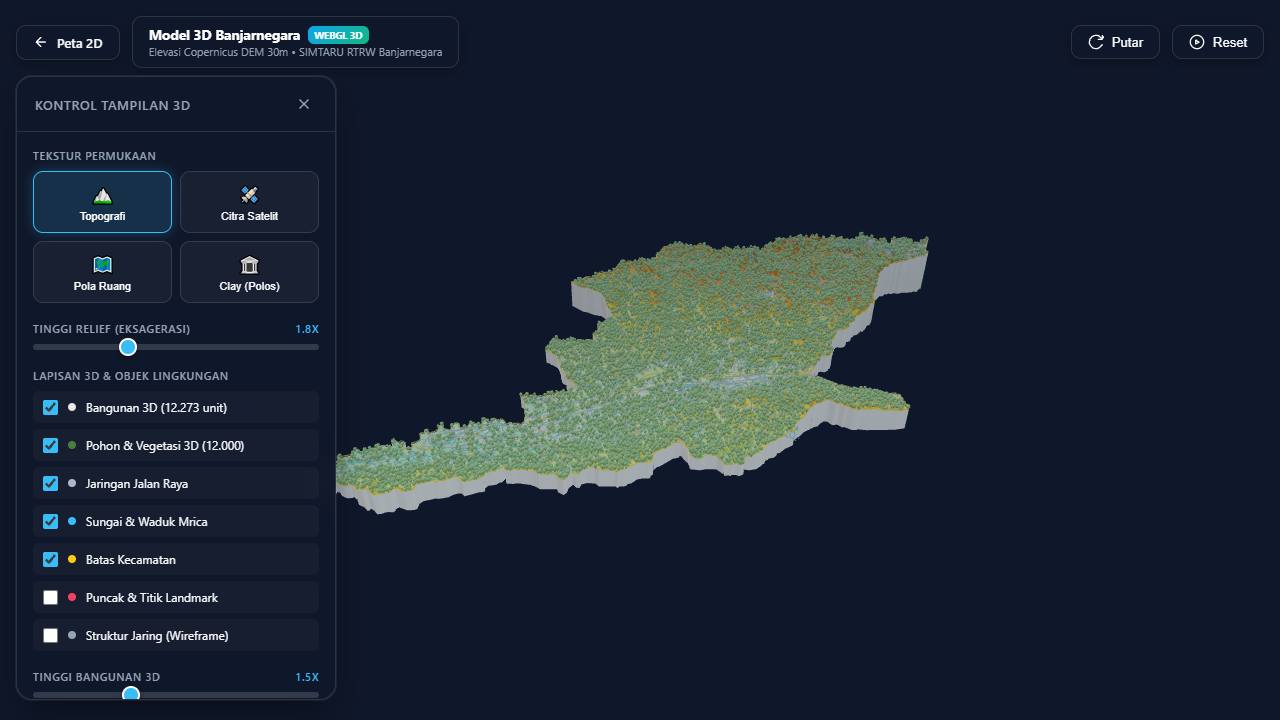 Peta 2D
Model 3D Banjarnegara WEBGL 3D
Elevasi Copernicus DEM 30m • SIMTARU RTRW Banjarnegara
Putar
Reset
KONTROL TAMPILAN 3D
TEKSTUR PERMUKAAN
Topografi
Citra Satelit
Pola Ruang
Clay (Polos)
TINGGI RELIEF (EKSAGERASI) 1.8X
LAPISAN 3D & OBJEK LINGKUNGAN
Bangunan 3D (12.273 unit)
Pohon & Vegetasi 3D (12.000)
Jaringan Jalan Raya
Sungai & Waduk Mrica
Batas Kecamatan
Puncak & Titik Landmark
Struktur Jaring (Wireframe)
TINGGI BANGUNAN 3D 1.5X